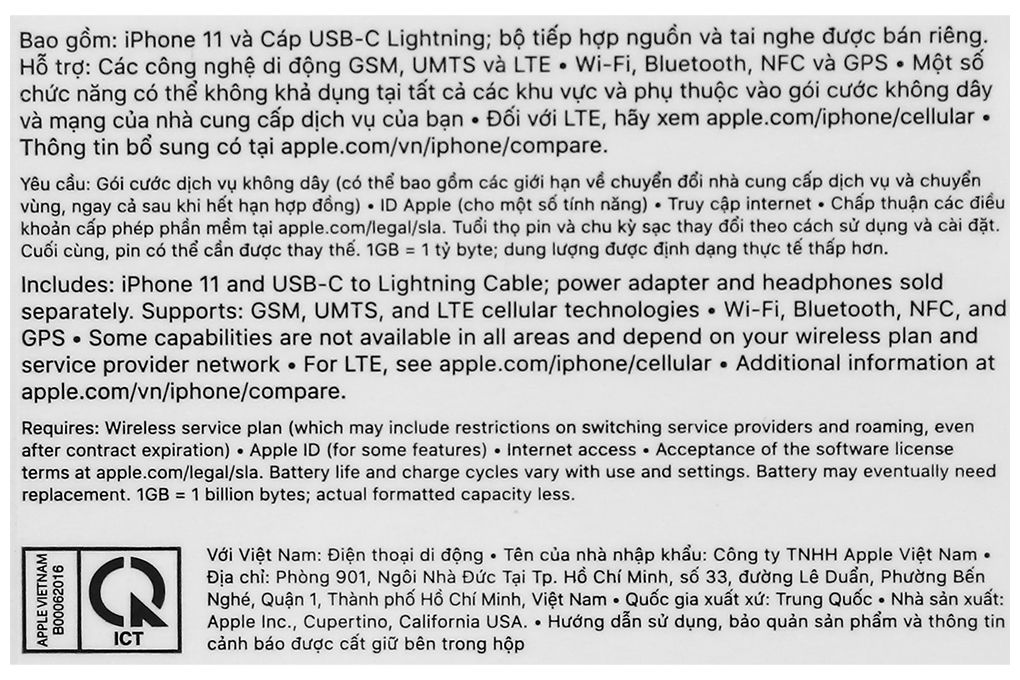 Bao gồm: iPhone 11 và Cáp USB-C Lightning; bộ tiếp hợp nguồn và tai nghe được bán riêng.
Hỗ trợ: Các công nghệ di động GSM, UMTS và LTE • Wi-Fi, Bluetooth, NFC và GPS • Một số
chức năng có thể không khả dụng tại tất cả các khu vực và phụ thuộc vào gói cước không dây
và mạng của nhà cung cấp dịch vụ của bạn • Đối với LTE, hãy xem apple.com/iphone/cellular •
Thông tin bổ sung có tại apple.com/vn/iphone/compare.
Yêu cầu: Gói cước dịch vụ không dây (có thể bao gồm các giới hạn về chuyển đổi nhà cung cấp dịch vụ và chuyển
vùng, ngay cả sau khi hết hạn hợp đồng) • ID Apple (cho một số tính năng) • Truy cập internet • Chấp thuận các điều
khoản cấp phép phần mềm tại apple.com/legal/sla. Tuổi thọ pin và chu kỳ sạc thay đổi theo cách sử dụng và cài đặt.
Cuối cùng, pin có thể cần được thay thế. 1GB = 1 tỷ byte; dung lượng được định dạng thực tế thấp hơn.
Includes: iPhone 11 and USB-C to Lightning Cable; power adapter and headphones sold
separately. Supports: GSM, UMTS, and LTE cellular technologies • Wi-Fi, Bluetooth, NFC, and
GPS • Some capabilities are not available in all areas and depend on your wireless plan and
service provider network • For LTE, see apple.com/iphone/cellular • Additional information at
apple.com/vn/iphone/compare.
Requires: Wireless service plan (which may include restrictions on switching service providers and roaming, even
after contract expiration) • Apple ID (for some features) • Internet access • Acceptance of the software license
terms at apple.com/legal/sla. Battery life and charge cycles vary with use and settings. Battery may eventually need
replacement. 1GB = 1 billion bytes; actual formatted capacity less.
APPLE VIETNAM
B00062016
ICT
Với Việt Nam: Điện thoại di động • Tên của nhà nhập khẩu: Công ty TNHH Apple Việt Nam •
Địa chỉ: Phòng 901, Ngôi Nhà Đức Tại Tp. Hồ Chí Minh, số 33, đường Lê Duẩn, Phường Bến
Nghé, Quận 1, Thành phố Hồ Chí Minh, Việt Nam • Quốc gia xuất xứ: Trung Quốc • Nhà sản xuất:
Apple Inc., Cupertino, California USA. • Hướng dẫn sử dụng, bảo quản sản phẩm và thông tin
cảnh báo được cất giữ bên trong hộp